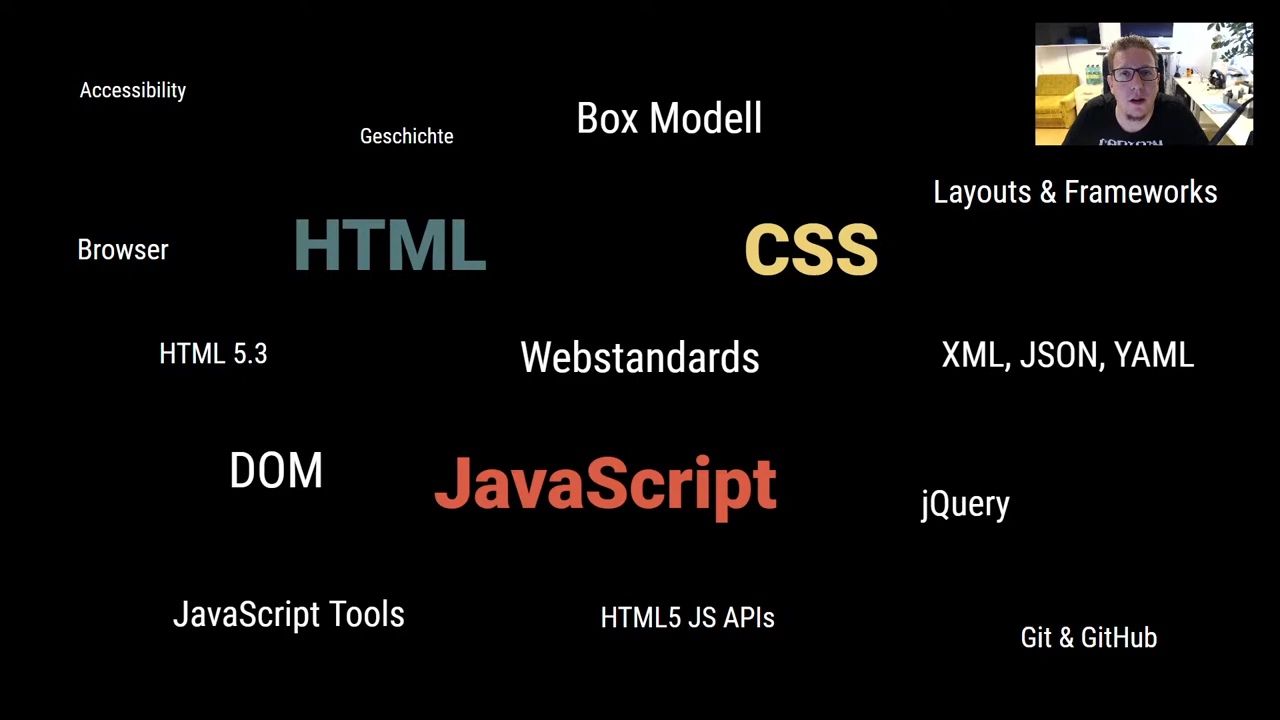 Accessibility
Geschichte
Box Modell
Layouts & Frameworks
Browser
HTML
CSS
HTML 5.3
Webstandards
XML, JSON, YAML
DOM
JavaScript
jQuery
JavaScript Tools
HTML5 JS APIs
Git & GitHub